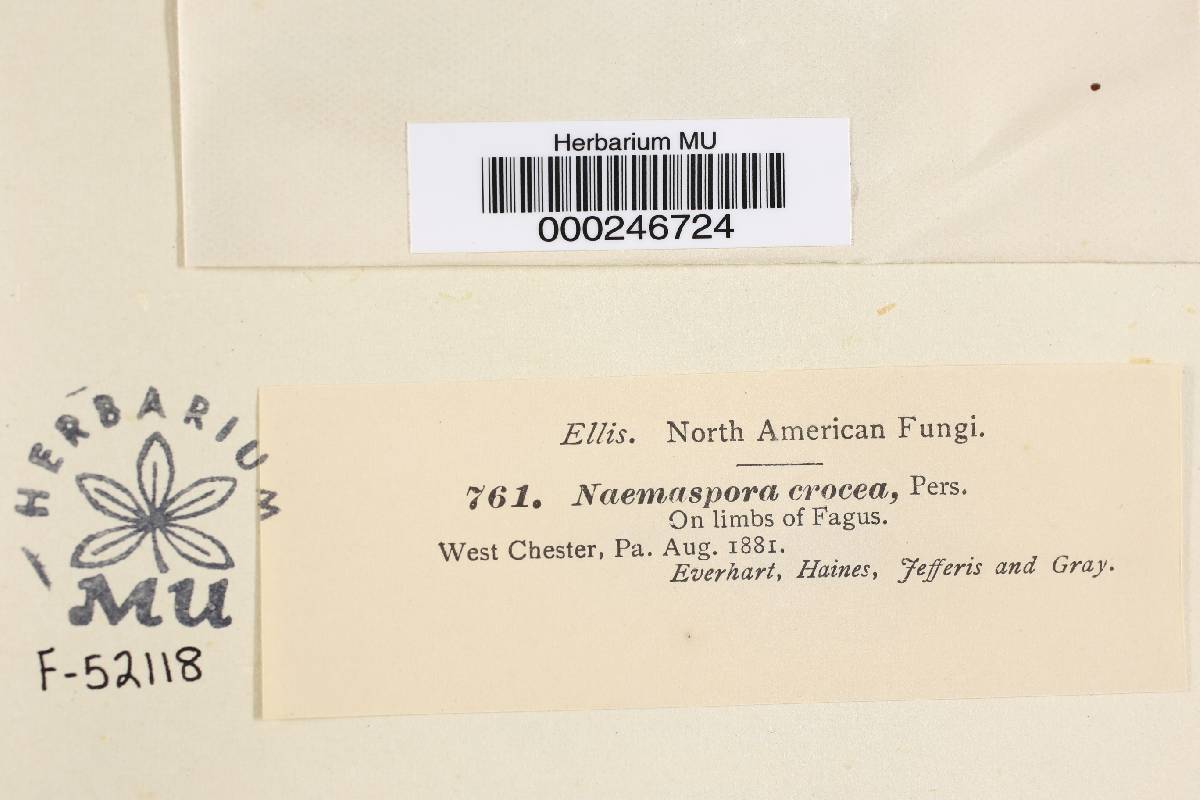 Herbarium MU
000246724
HERBARIUM
MU
F-52118
Ellis. North American Fungi.
761. Naemaspora crocea, Pers.
On limbs of Fagus.
West Chester, Pa. Aug. 1881.
Everhart, Haines, Jefferis and Gray.